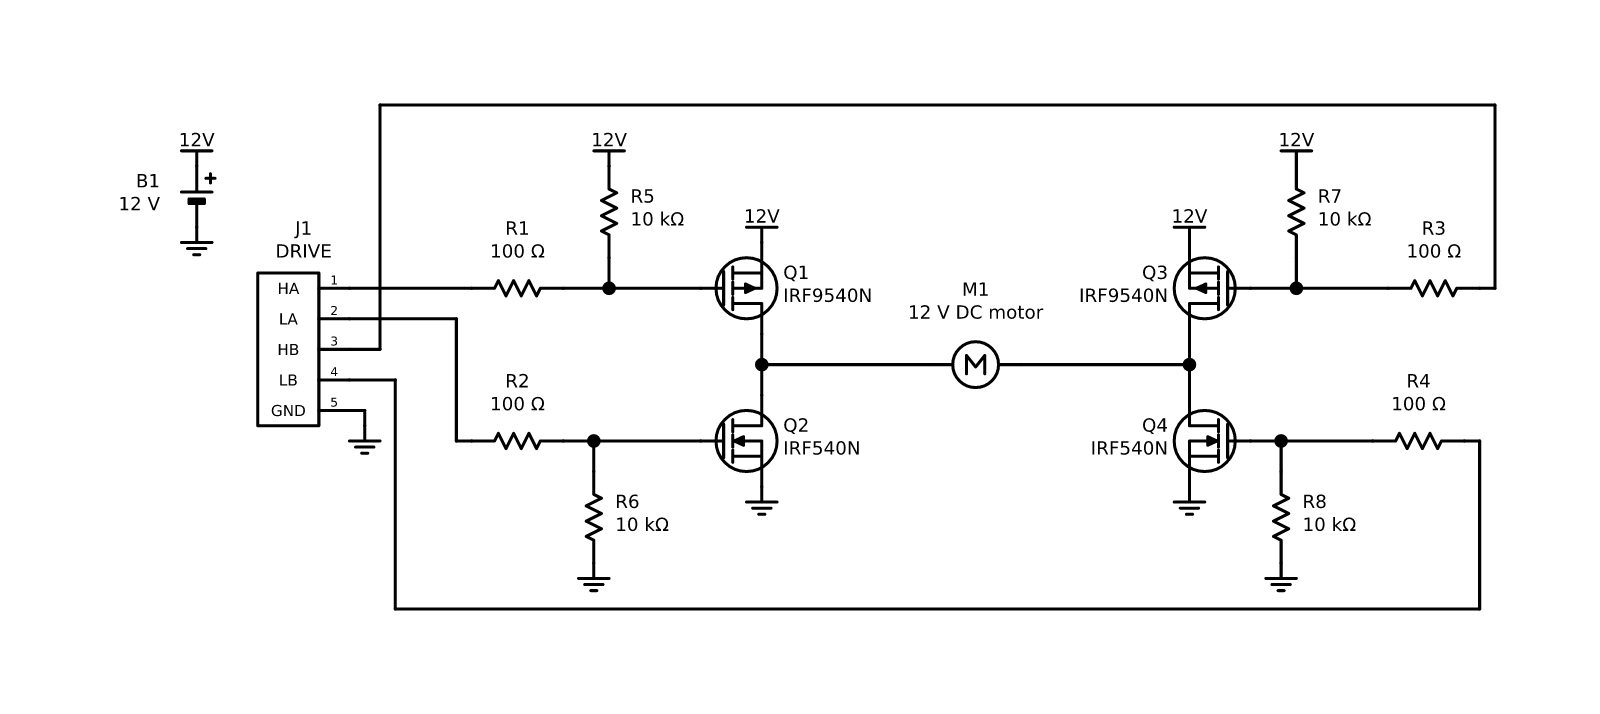 12V
B1
12 V
+
J1
DRIVE
HA
1
LA
2
HB
3
LB
4
GND
5
R1
100 Ω
12V
R5
10 kΩ
12V
Q1
IRF9540N
R2
100 Ω
Q2
IRF540N
R6
10 kΩ
M1
12 V DC motor
M
12V
Q3
IRF9540N
12V
R7
10 kΩ
R3
100 Ω
Q4
IRF540N
R4
100 Ω
R8
10 kΩ